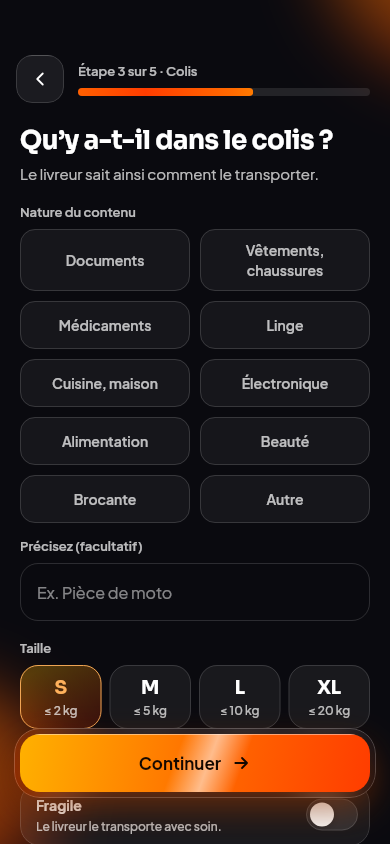 Étape 3 sur 5 · Colis
Qu’y a-t-il dans le colis ?
Le livreur sait ainsi comment le transporter.
Nature du contenu
Documents
Vêtements,
chaussures
Médicaments
Linge
Cuisine, maison
Électronique
Alimentation
Beauté
Brocante
Autre
Précisez (facultatif)
Ex. Pièce de moto
Taille
S
≤ 2 kg
M
≤ 5 kg
L
≤ 10 kg
XL
≤ 20 kg
Continuer →
Fragile
Le livreur le transporte avec soin.